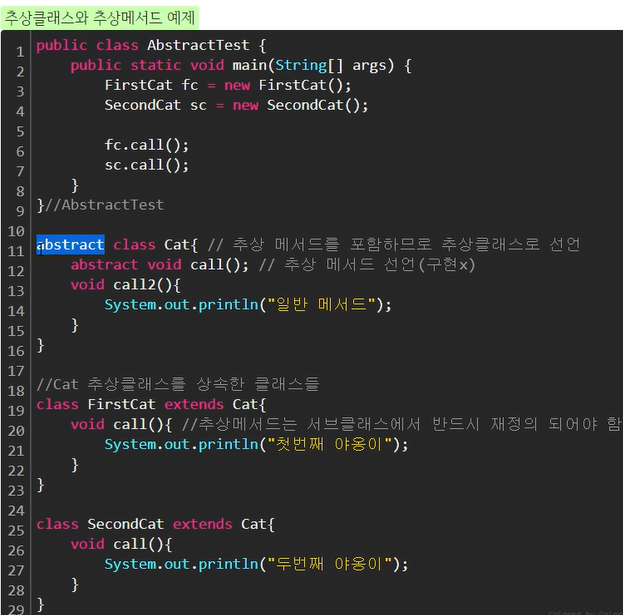 추상클래스와 추상메서드 예제
1 public class AbstractTest {
2     public static void main(String[] args) {
3         FirstCat fc = new FirstCat();
4         SecondCat sc = new SecondCat();
5
6         fc.call();
7         sc.call();
8     }
9 }//AbstractTest
10
11 abstract class Cat{ // 추상 메서드를 포함하므로 추상클래스로 선언
12     abstract void call(); // 추상 메서드 선언(구현x)
13     void call2(){
14         System.out.println("일반 메서드");
15     }
16 }
17
18 //Cat 추상클래스를 상속한 클래스들
19 class FirstCat extends Cat{
20     void call(){ //추상메서드는 서브클래스에서 반드시 재정의 되어야 함
21         System.out.println("첫번째 야옹이");
22     }
23 }
24
25 class SecondCat extends Cat{
26     void call(){
27         System.out.println("두번째 야옹이");
28     }
29 }